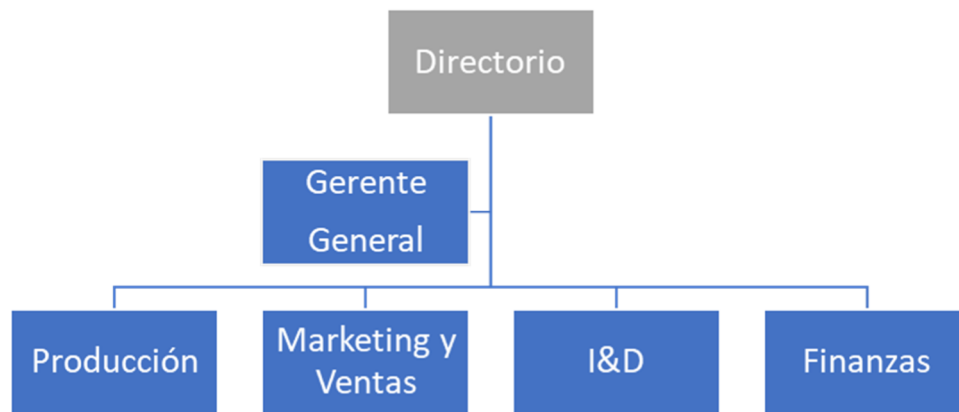 Directorio
Gerente
General
Producción
Marketing y
Ventas
I&D
Finanzas